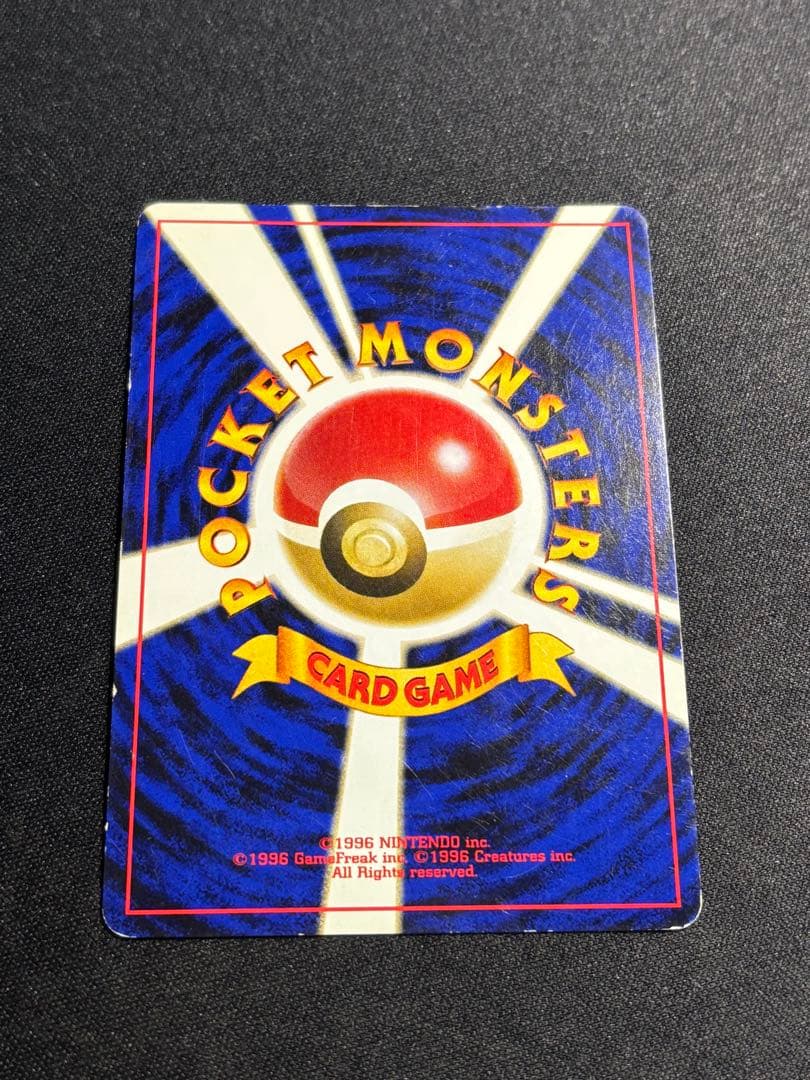 POCKET MONSTERS
CARD GAME
©1996 NINTENDO inc.
©1996 GameFreak inc. ©1996 Creatures inc.
All Rights reserved.